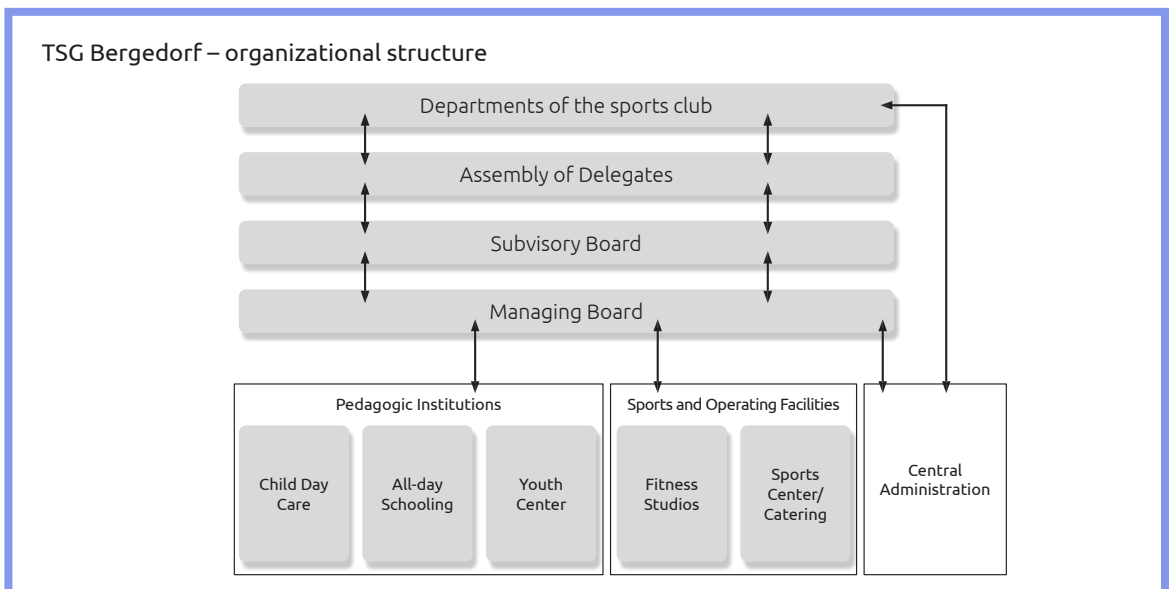 TSG Bergedorf – organizational structure
Departments of the sports club
Assembly of Delegates
Subvisory Board
Managing Board
Pedagogic Institutions
Child Day
Care
All-day
Schooling
Youth
Center
Sports and Operating Facilities
Fitness
Studios
Sports
Center/
Catering
Central
Administration